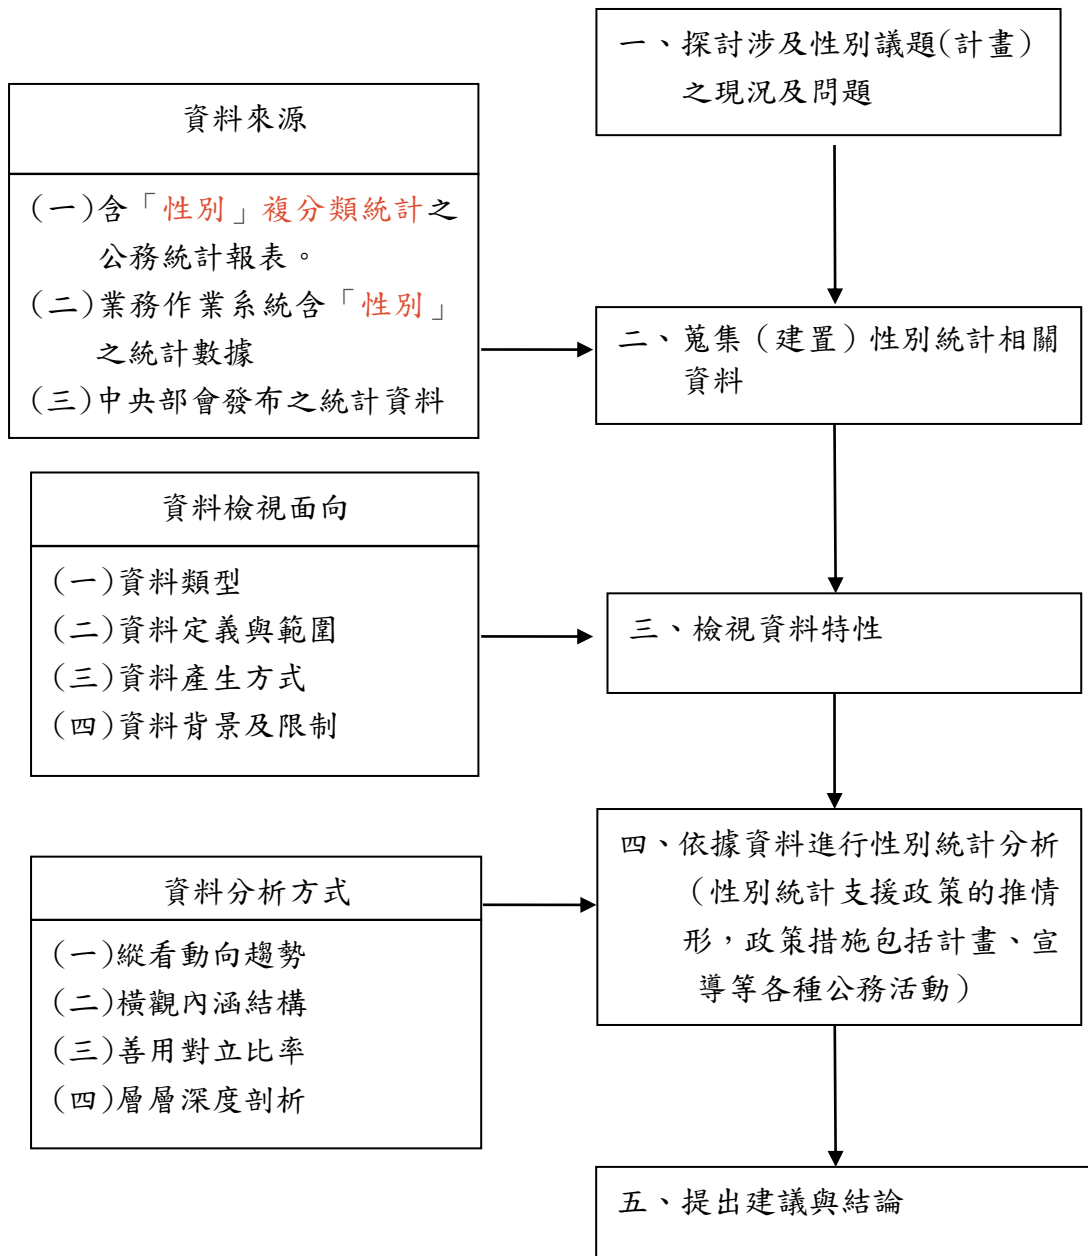 一、探討涉及性別議題(計畫)
之現況及問題
資料來源
(一)含「性別」複分類統計之
公務統計報表。
(二)業務作業系統含「性別」
之統計數據
(三)中央部會發布之統計資料
二、蒐集（建置）性別統計相關
資料
資料檢視面向
(一)資料類型
(二)資料定義與範圍
(三)資料產生方式
(四)資料背景及限制
三、檢視資料特性
資料分析方式
(一)縱看動向趨勢
(二)橫觀內涵結構
(三)善用對立比率
(四)層層深度剖析
四、依據資料進行性別統計分析
（性別統計支援政策的推情
形，政策措施包括計畫、宣
導等各種公務活動）
五、提出建議與結論